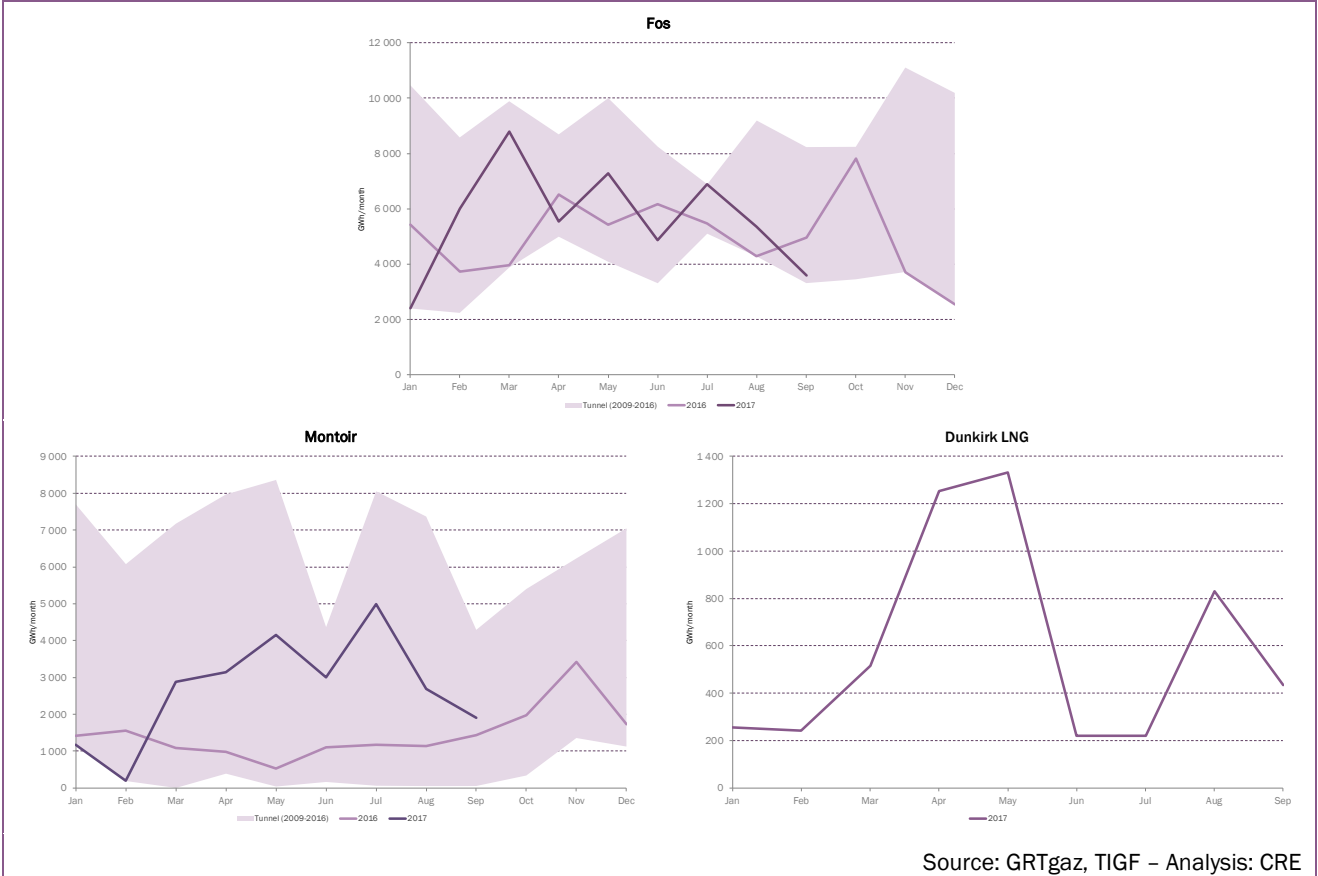 Fos
12 000
10 000
8 000
6 000
4 000
2 000
0
GWh/month
Jan Feb Mar Apr May Jun Jul Aug Sep Oct Nov Dec
Tunnel (2009-2016) 2016 2017
Montoir
9 000
8 000
7 000
6 000
5 000
4 000
3 000
2 000
1 000
0
GWh/month
Jan Feb Mar Apr May Jun Jul Aug Sep Oct Nov Dec
Tunnel (2009-2016) 2016 2017
Dunkirk LNG
1 400
1 200
1 000
800
600
400
200
0
GWh/month
Jan Feb Mar Apr May Jun Jul Aug Sep
2017
Source: GRTgaz, TIGF – Analysis: CRE